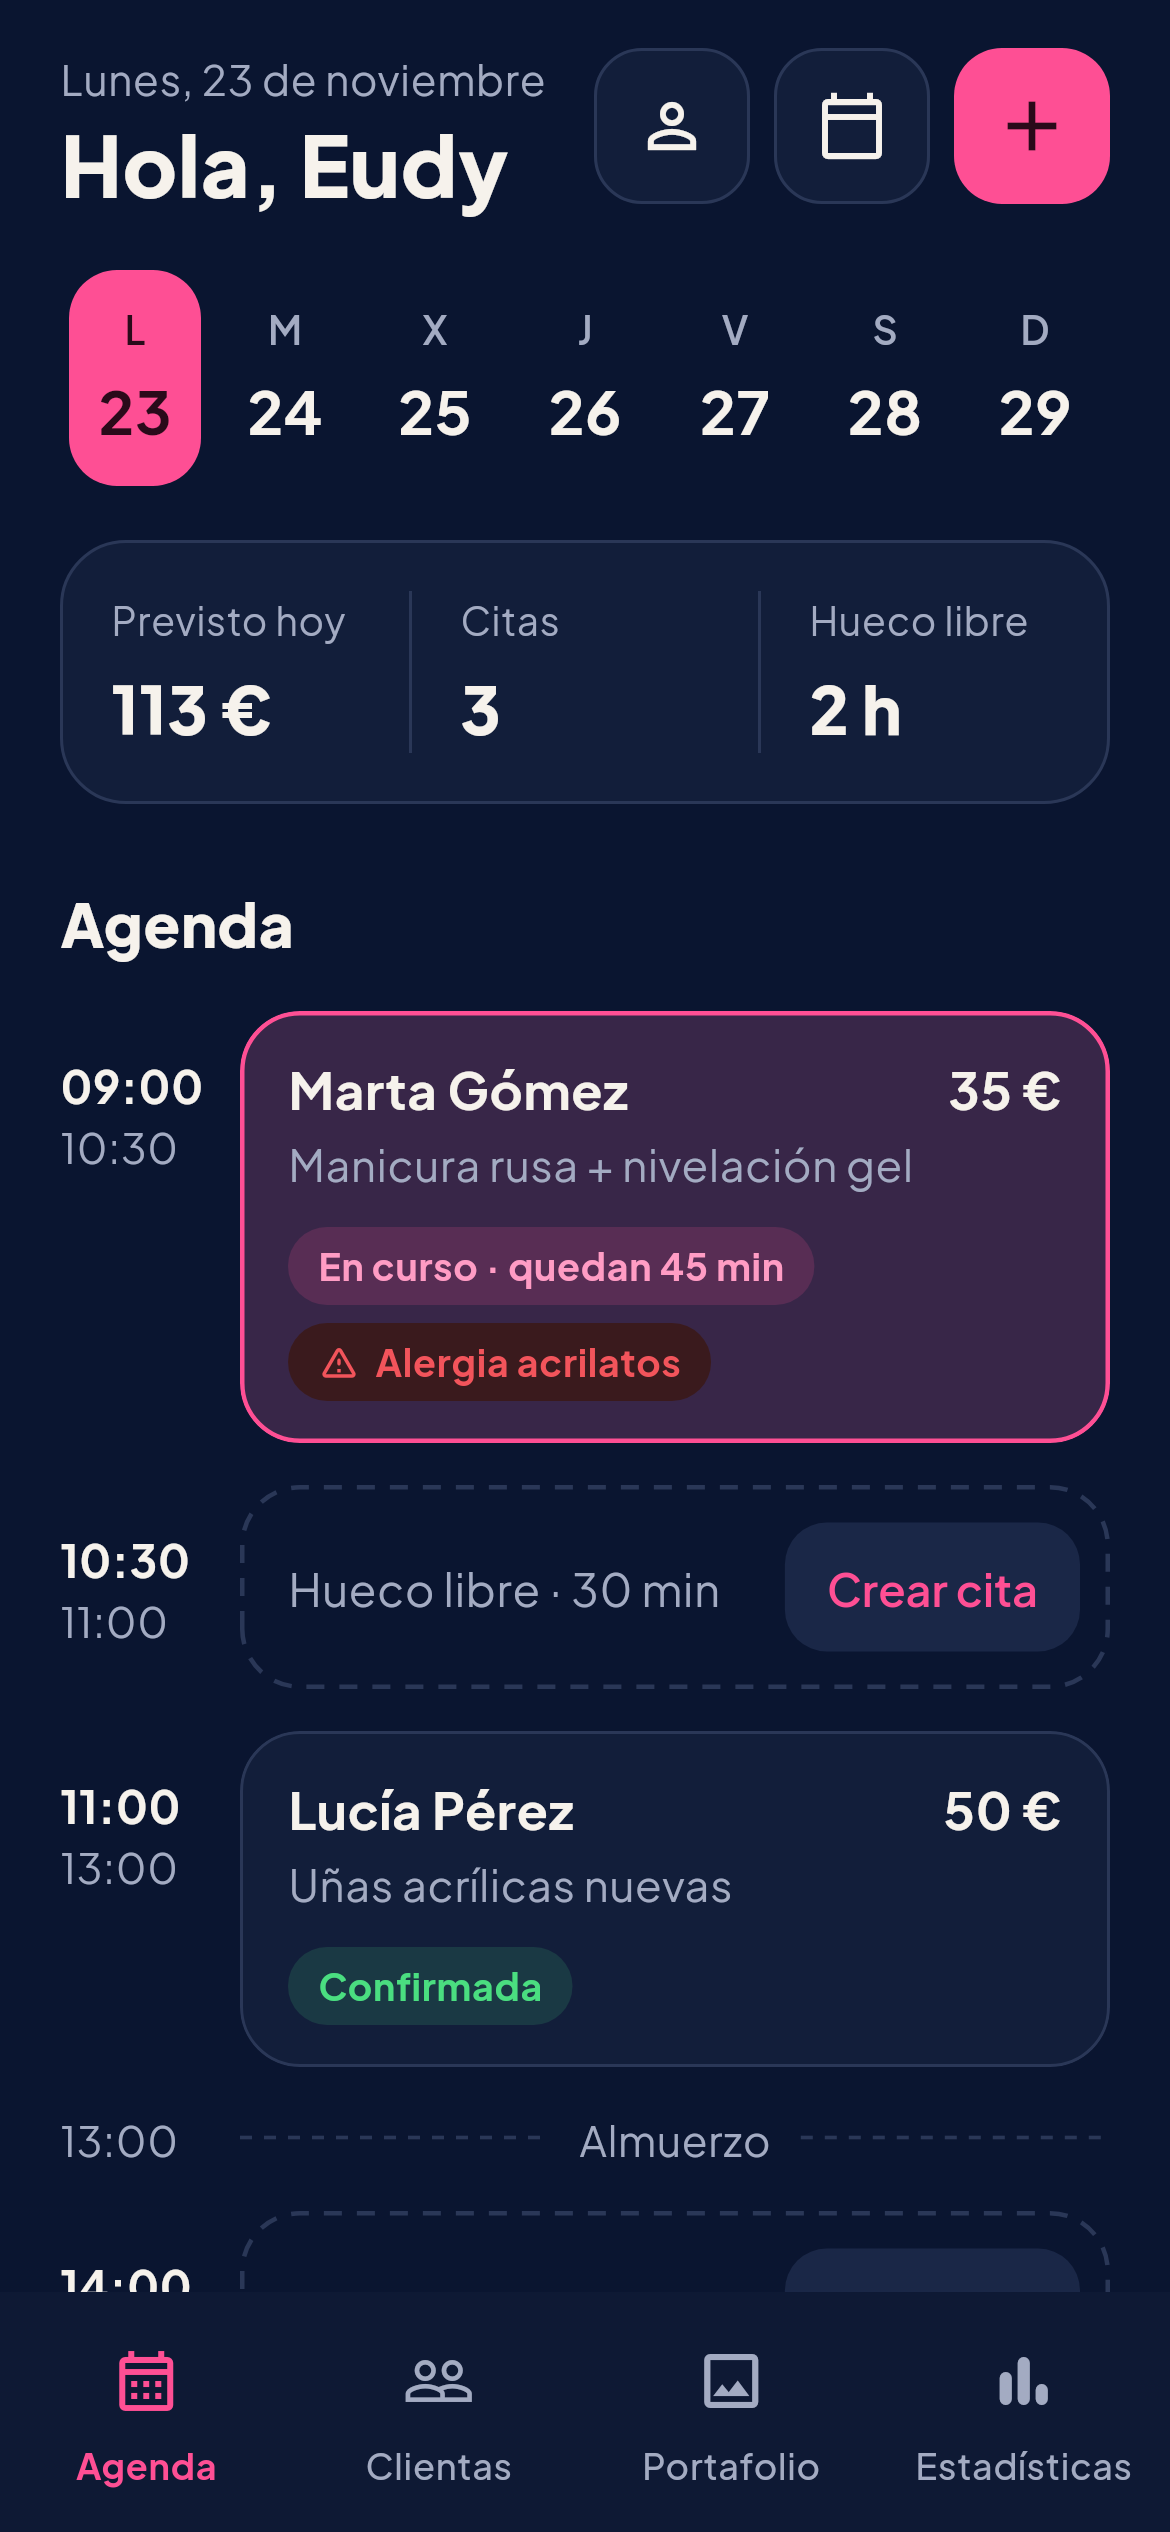 Lunes, 23 de noviembre
Hola, Eudy
L M X J V S D
23 24 25 26 27 28 29
Previsto hoy Citas Hueco libre
113 € 3 2 h
Agenda
09:00 Marta Gómez 35 €
10:30 Manicura rusa + nivelación gel
En curso · quedan 45 min
Alergia acrilatos
10:30
11:00 Hueco libre · 30 min Crear cita
11:00 Lucía Pérez 50 €
13:00 Uñas acrílicas nuevas
Confirmada
13:00 Almuerzo
14:00
Agenda Clientas Portafolio Estadísticas